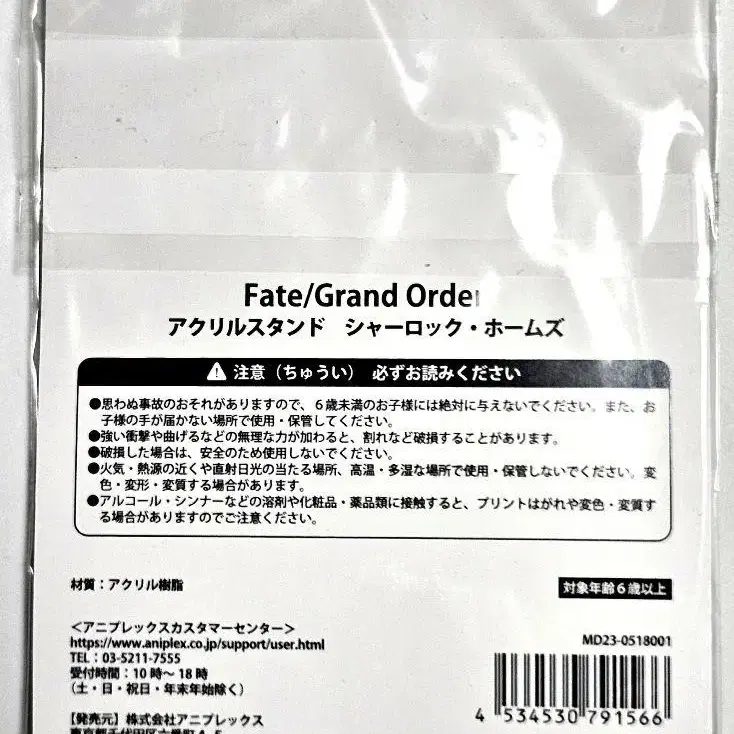 Fate/Grand Order
アクリルスタンド シャーロック・ホームズ
注意（ちゅうい） 必ずお読みください
●思わぬ事故のおそれがありますので、６歳未満のお子様には絶対に与えないでください。また、お
子様の手が届かない場所で使用・保管してください。
●強い衝撃や曲げるなどの無理な力が加わると、割れなど破損することがあります。
●破損した場合は、安全のため使用しないでください。
●火気・熱源の近くや直射日光の当たる場所、高温・多湿な場所で使用・保管しないでください。変
色・変形・変質する場合があります。
●アルコール・シンナーなどの溶剤や化粧品・薬品類に接触すると、プリントはがれや変色・変質す
る場合がありますのでご注意ください。
材質：アクリル樹脂
対象年齢６歳以上
＜アニプレックスカスタマーセンター＞
https://www.aniplex.co.jp/support/user.html
TEL：03-5211-7555
受付時間：10時〜18時
（土・日・祝日・年末年始除く）
MD23-0518001
4 534530 791566
【発売元】株式会社アニプレックス
東京都千代田区六番町4-5